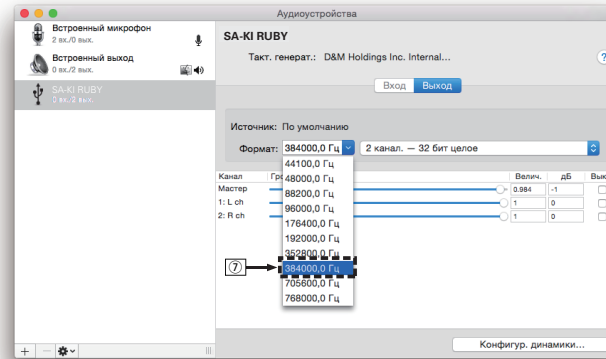 Аудиоустройства
Встроенный микрофон
2 вх./0 вых.
Встроенный выход
0 вх./2 вых.
SA-KI RUBY
0 вх./2 вых.
SA-KI RUBY
Такт. генерат.: D&M Holdings Inc. Internal...
?
Вход Выход
Источник: По умолчанию
Формат: 384000,0 Гц 2 канал. — 32 бит целое
44100,0 Гц
48000,0 Гц
88200,0 Гц
96000,0 Гц
176400,0 Гц
192000,0 Гц
352800,0 Гц
⑦ 384000,0 Гц
705600,0 Гц
768000,0 Гц
Канал Гр Велич. дБ Вык
Мастер 0.984 -1
1: L ch 1 0
2: R ch 1 0
Конфигур. динамики...